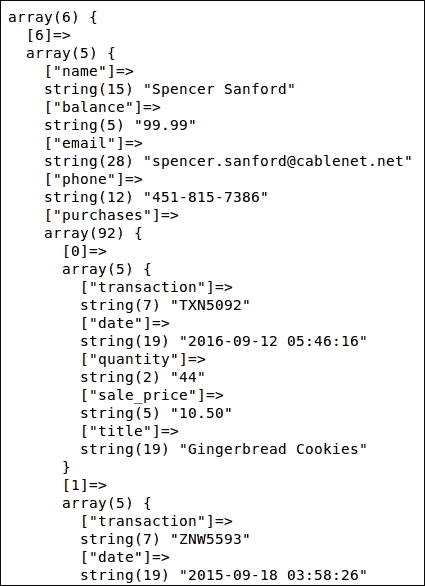 array(6) {
  [6]=>
  array(5) {
    ["name"]=>
    string(15) "Spencer Sanford"
    ["balance"]=>
    string(5) "99.99"
    ["email"]=>
    string(28) "spencer.sanford@cablenet.net"
    ["phone"]=>
    string(12) "451-815-7386"
    ["purchases"]=>
    array(92) {
      [0]=>
      array(5) {
        ["transaction"]=>
        string(7) "TXN5092"
        ["date"]=>
        string(19) "2016-09-12 05:46:16"
        ["quantity"]=>
        string(2) "44"
        ["sale_price"]=>
        string(5) "10.50"
        ["title"]=>
        string(19) "Gingerbread Cookies"
      }
      [1]=>
      array(5) {
        ["transaction"]=>
        string(7) "ZNW5593"
        ["date"]=>
        string(19) "2015-09-18 03:58:26"